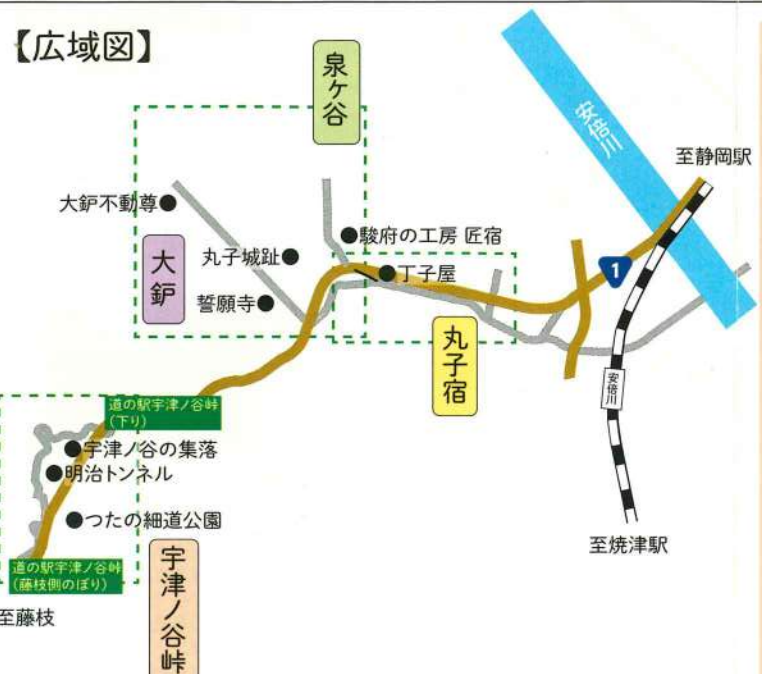 【広域図】
泉ヶ谷
安倍川
至静岡駅
大鈩不動尊
駿府の工房 匠宿
大鈩
丸子城趾
丁子屋
1
誓願寺
丸子宿
安倍川
道の駅宇津ノ谷峠
(下り)
宇津ノ谷の集落
明治トンネル
つたの細道公園
至焼津駅
宇津ノ谷峠
道の駅宇津ノ谷峠
(藤枝側のぼり)
至藤枝